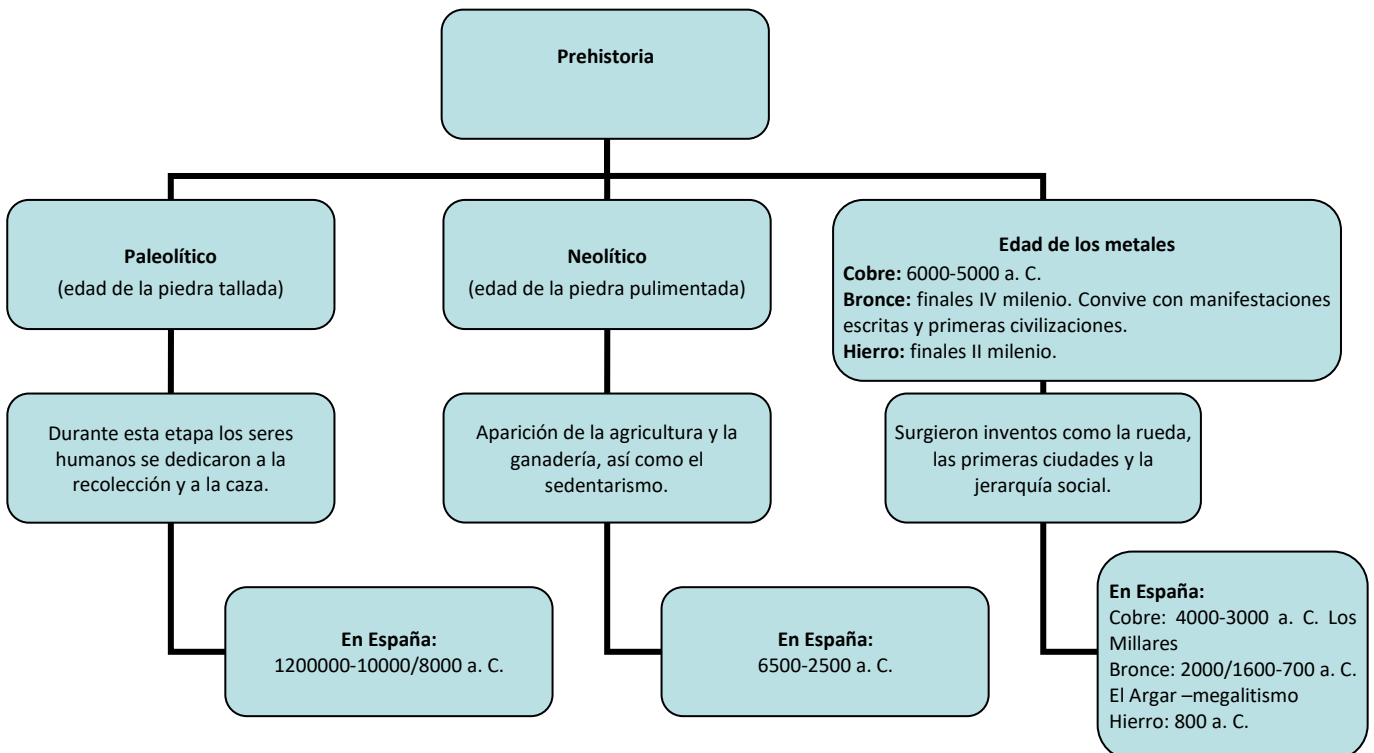 Prehistoria
Paleolítico
(edad de la piedra tallada)
Neolítico
(edad de la piedra pulimentada)
Edad de los metales
Cobre: 6000-5000 a. C.
Bronce: finales IV milenio. Convive con manifestaciones
escritas y primeras civilizaciones.
Hierro: finales II milenio.
Durante esta etapa los seres
humanos se dedicaron a la
recolección y a la caza.
Aparición de la agricultura y la
ganadería, así como el
sedentarismo.
Surgieron inventos como la rueda,
las primeras ciudades y la
jerarquía social.
En España:
1200000-10000/8000 a. C.
En España:
6500-2500 a. C.
En España:
Cobre: 4000-3000 a. C. Los
Millares
Bronce: 2000/1600-700 a. C.
El Argar –megalitismo
Hierro: 800 a. C.